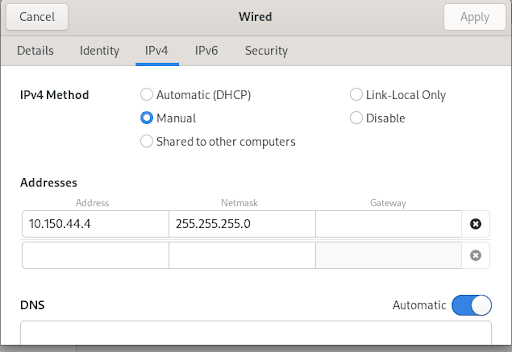 Cancel Wired Apply
Details Identity IPv4 IPv6 Security
IPv4 Method Automatic (DHCP) Link-Local Only
Manual Disable
Shared to other computers
Addresses
Address Netmask Gateway
10.150.44.4 255.255.255.0
DNS Automatic